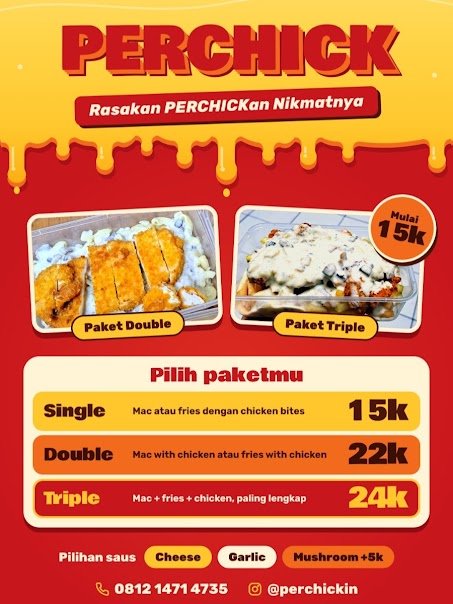 PERCHICK
Rasakan PERCHICKan Nikmatnya
Mulai
15k
Paket Double
Paket Triple
Pilih paketmu
Single Mac atau fries dengan chicken bites 15k
Double Mac with chicken atau fries with chicken 22k
Triple Mac + fries + chicken, paling lengkap 24k
Pilihan saus Cheese Garlic Mushroom +5k
0812 1471 4735 @perchickin